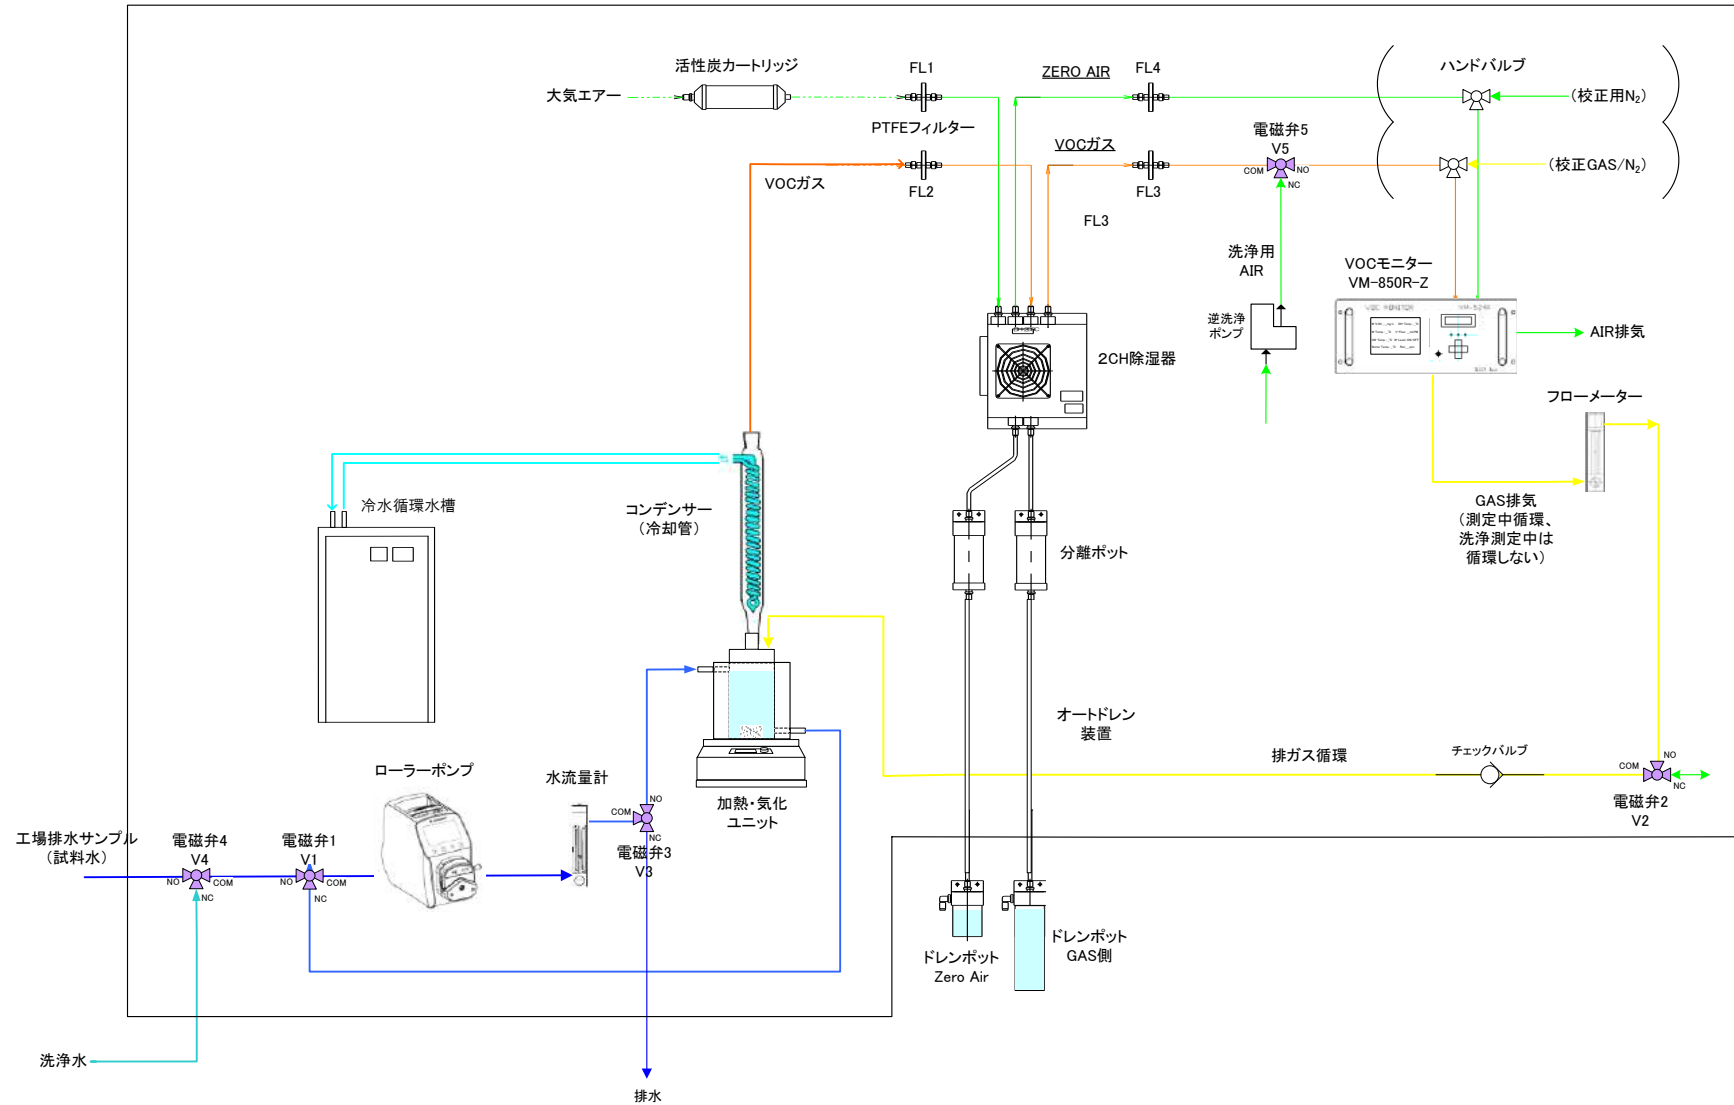 活性炭カートリッジ
FL1
ZERO AIR
FL4
ハンドバルブ
大気エアー
(校正用N₂)
PTFEフィルター
VOCガス
電磁弁5
V5
COM
NO
NC
(校正GAS/N₂)
VOCガス
FL2
FL3
FL3
洗浄用
AIR
VOCモニター
VM-850R-Z
VOC MONITOR
逆洗浄
ポンプ
AIR排気
2CH除湿器
フローメーター
冷水循環水槽
コンデンサー
(冷却管)
GAS排気
(測定中循環、
洗浄測定中は
循環しない)
分離ポット
オートドレン
装置
排ガス循環
チェックバルブ
NO
COM
NC
電磁弁2
V2
ローラーポンプ
水流量計
加熱・気化
ユニット
NO
COM
NC
電磁弁3
V3
工場排水サンプル
(試料水)
電磁弁4
V4
NO
COM
NC
電磁弁1
V1
NO
COM
NC
ドレンポット
Zero Air
ドレンポット
GAS側
洗浄水
排水